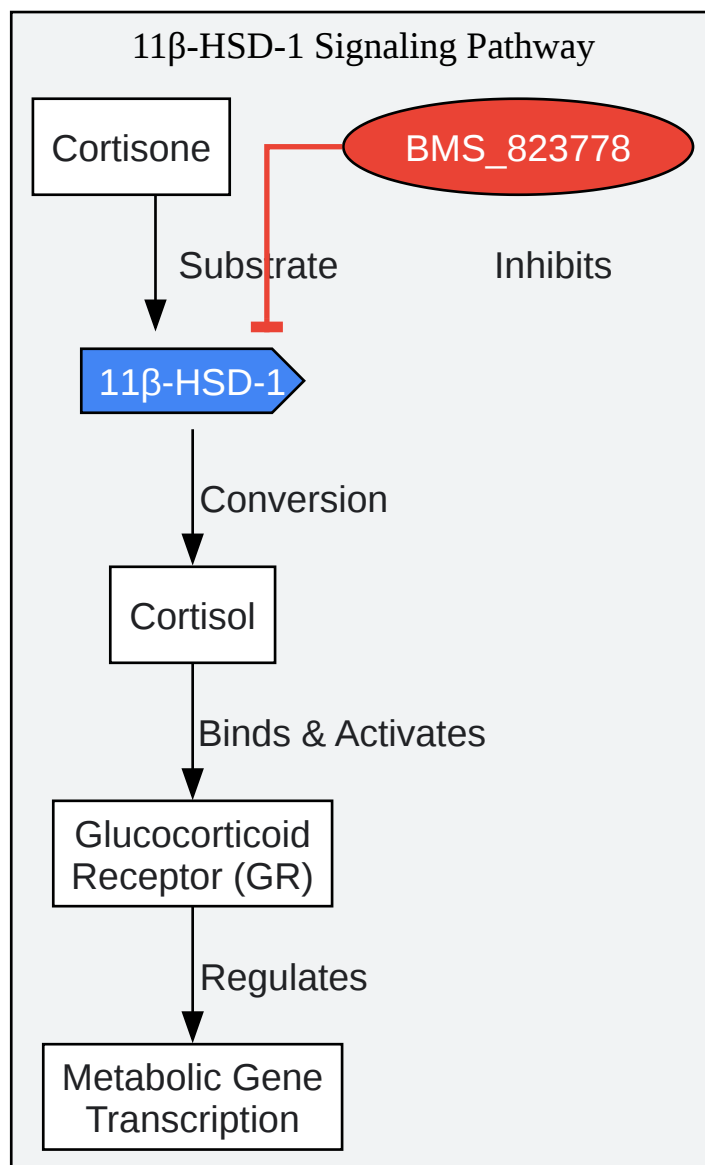 11β-HSD-1 Signaling Pathway
Cortisone
BMS_823778
Substrate
Inhibits
11β-HSD-1
Conversion
Cortisol
Binds & Activates
Glucocorticoid
Receptor (GR)
Regulates
Metabolic Gene
Transcription